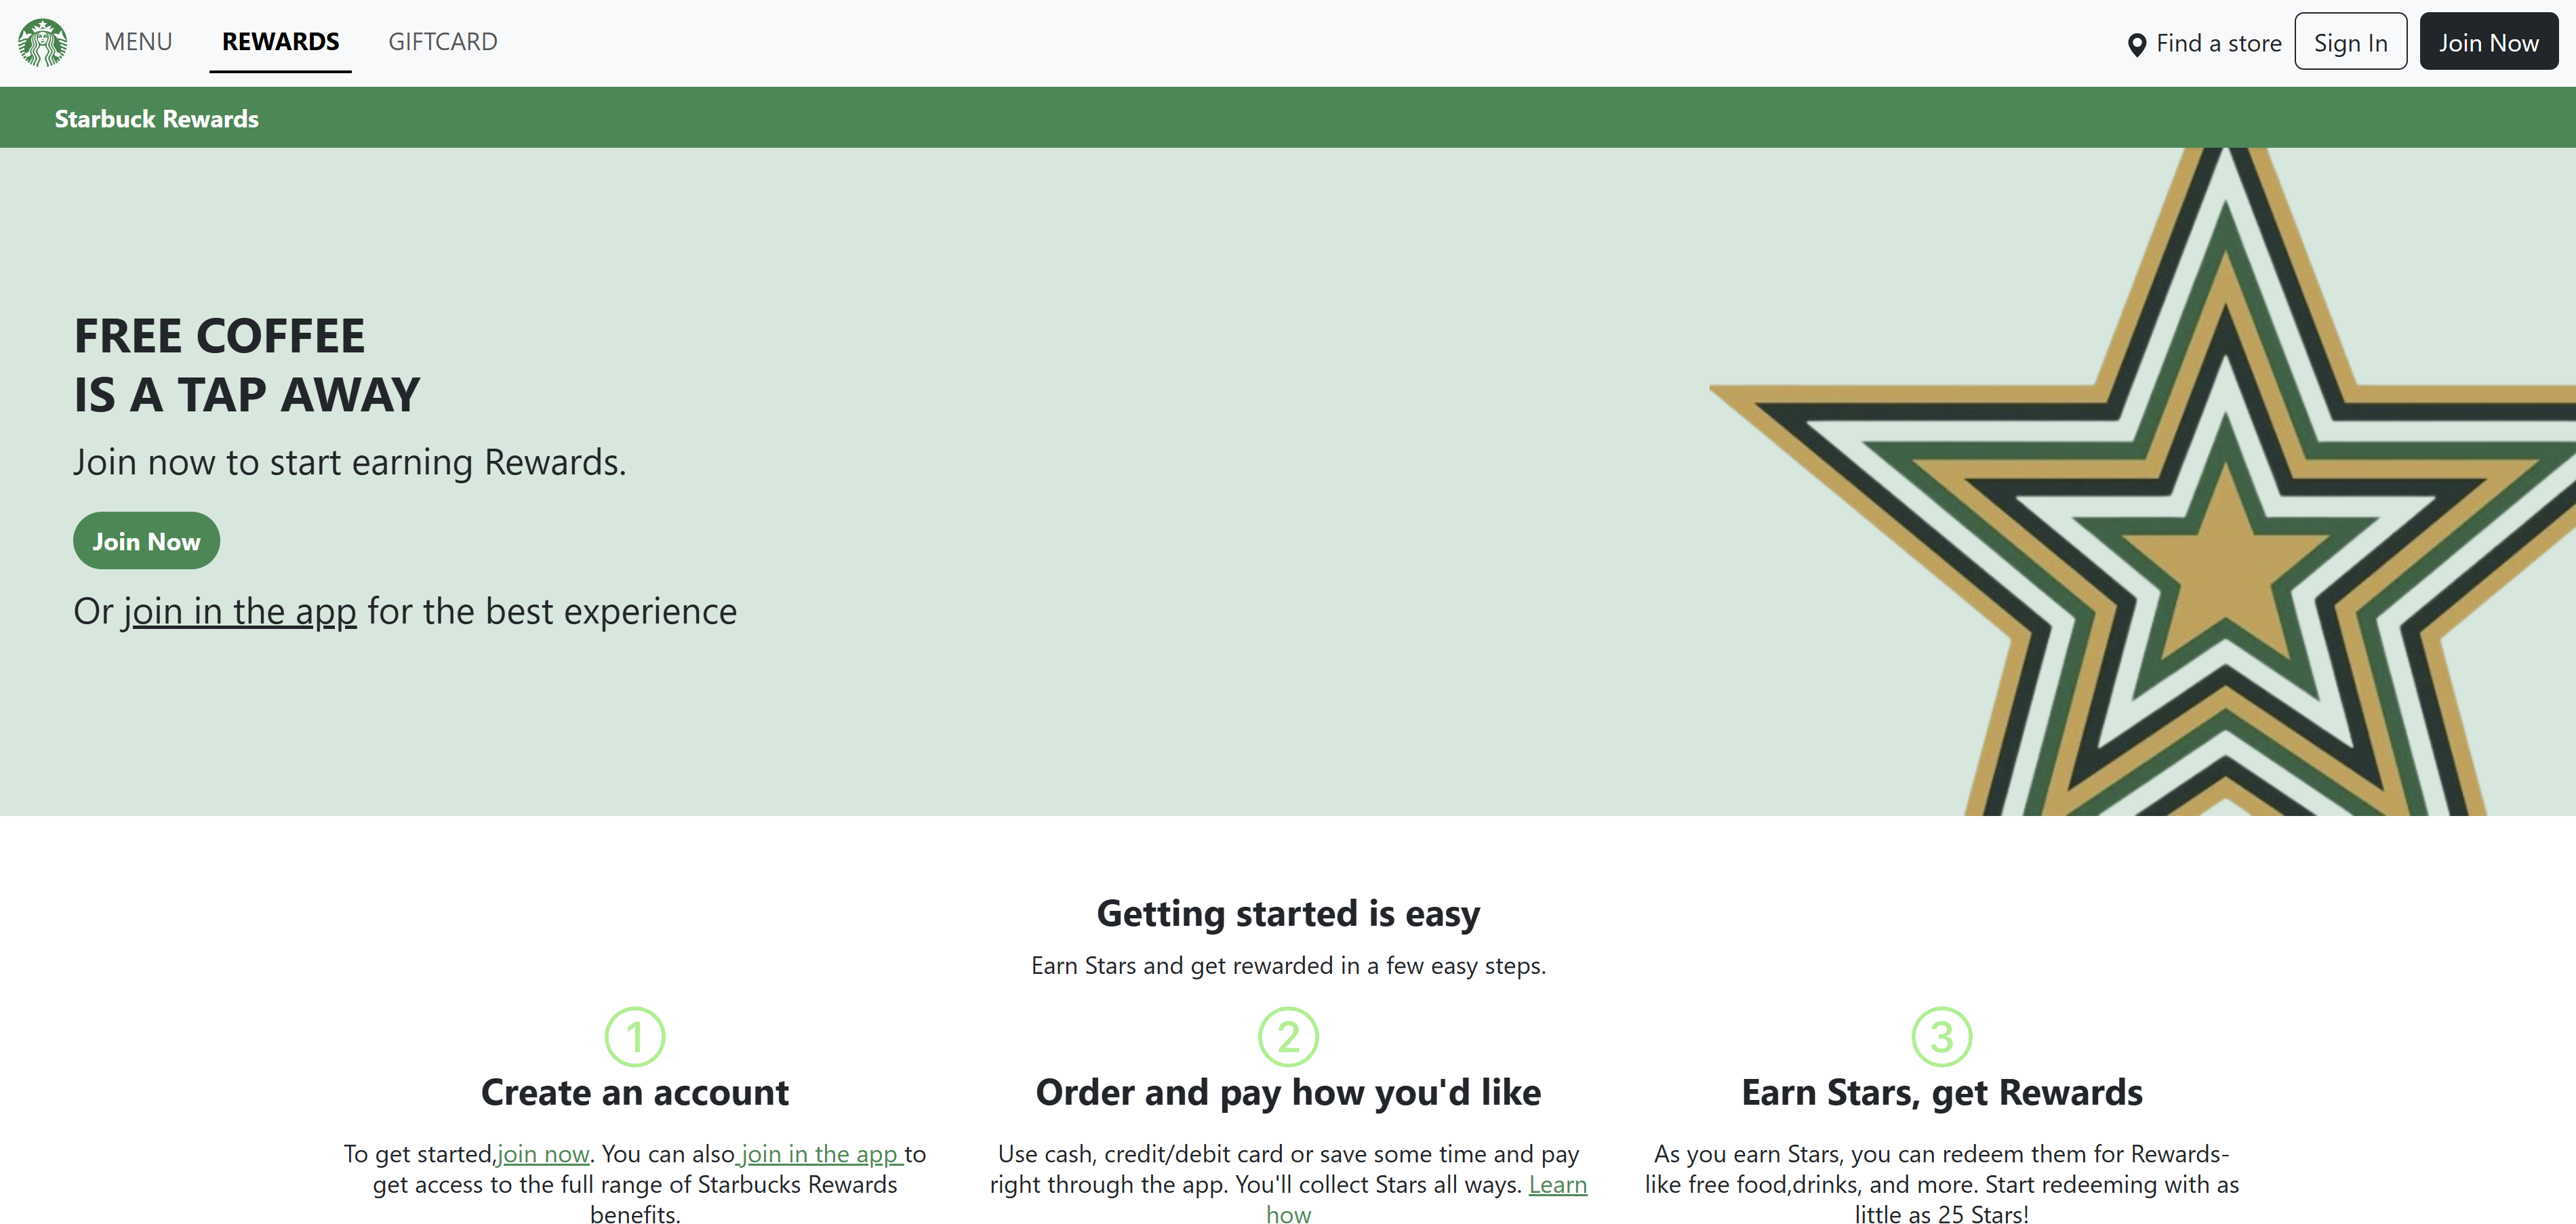 MENU REWARDS GIFTCARD Find a store Sign In Join Now
Starbuck Rewards
FREE COFFEE
IS A TAP AWAY
Join now to start earning Rewards.
Join Now
Or join in the app for the best experience
Getting started is easy
Earn Stars and get rewarded in a few easy steps.
1
Create an account
To get started,join now. You can also join in the app to
get access to the full range of Starbucks Rewards
benefits.
2
Order and pay how you'd like
Use cash, credit/debit card or save some time and pay
right through the app. You'll collect Stars all ways. Learn
how
3
Earn Stars, get Rewards
As you earn Stars, you can redeem them for Rewards-
like free food,drinks, and more. Start redeeming with as
little as 25 Stars!